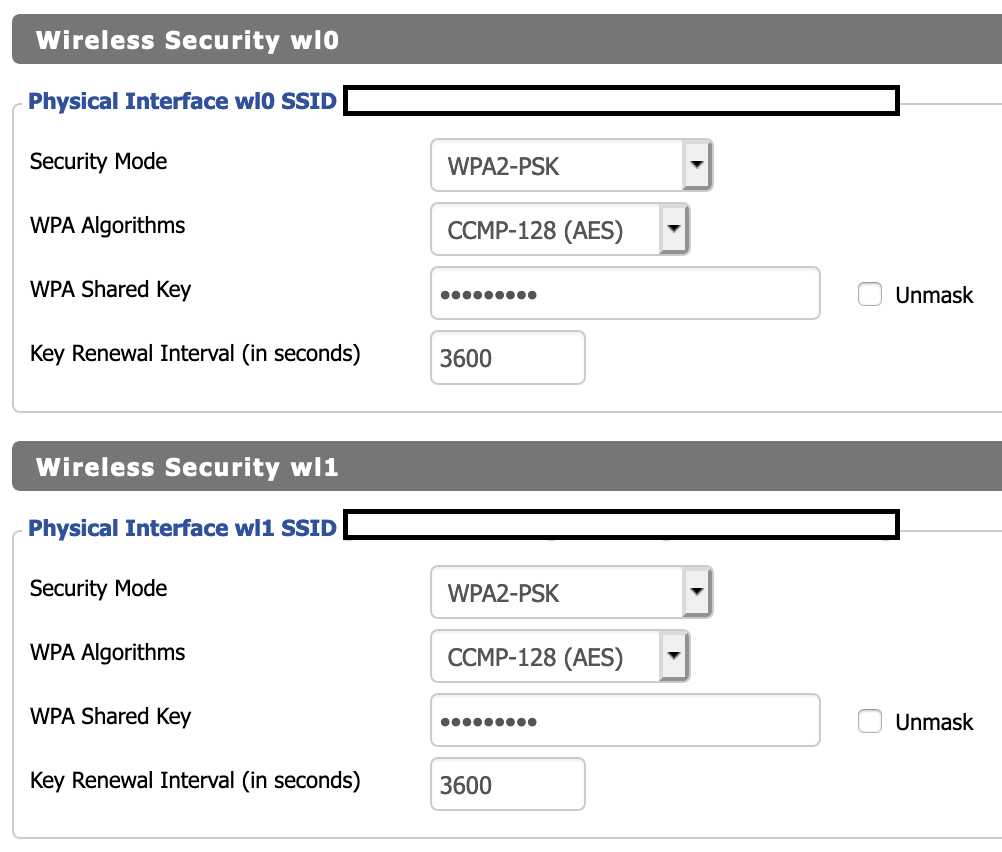 Wireless Security wl0
Physical Interface wl0 SSID
Security Mode WPA2-PSK
WPA Algorithms CCMP-128 (AES)
WPA Shared Key ••••••••• Unmask
Key Renewal Interval (in seconds) 3600
Wireless Security wl1
Physical Interface wl1 SSID
Security Mode WPA2-PSK
WPA Algorithms CCMP-128 (AES)
WPA Shared Key ••••••••• Unmask
Key Renewal Interval (in seconds) 3600